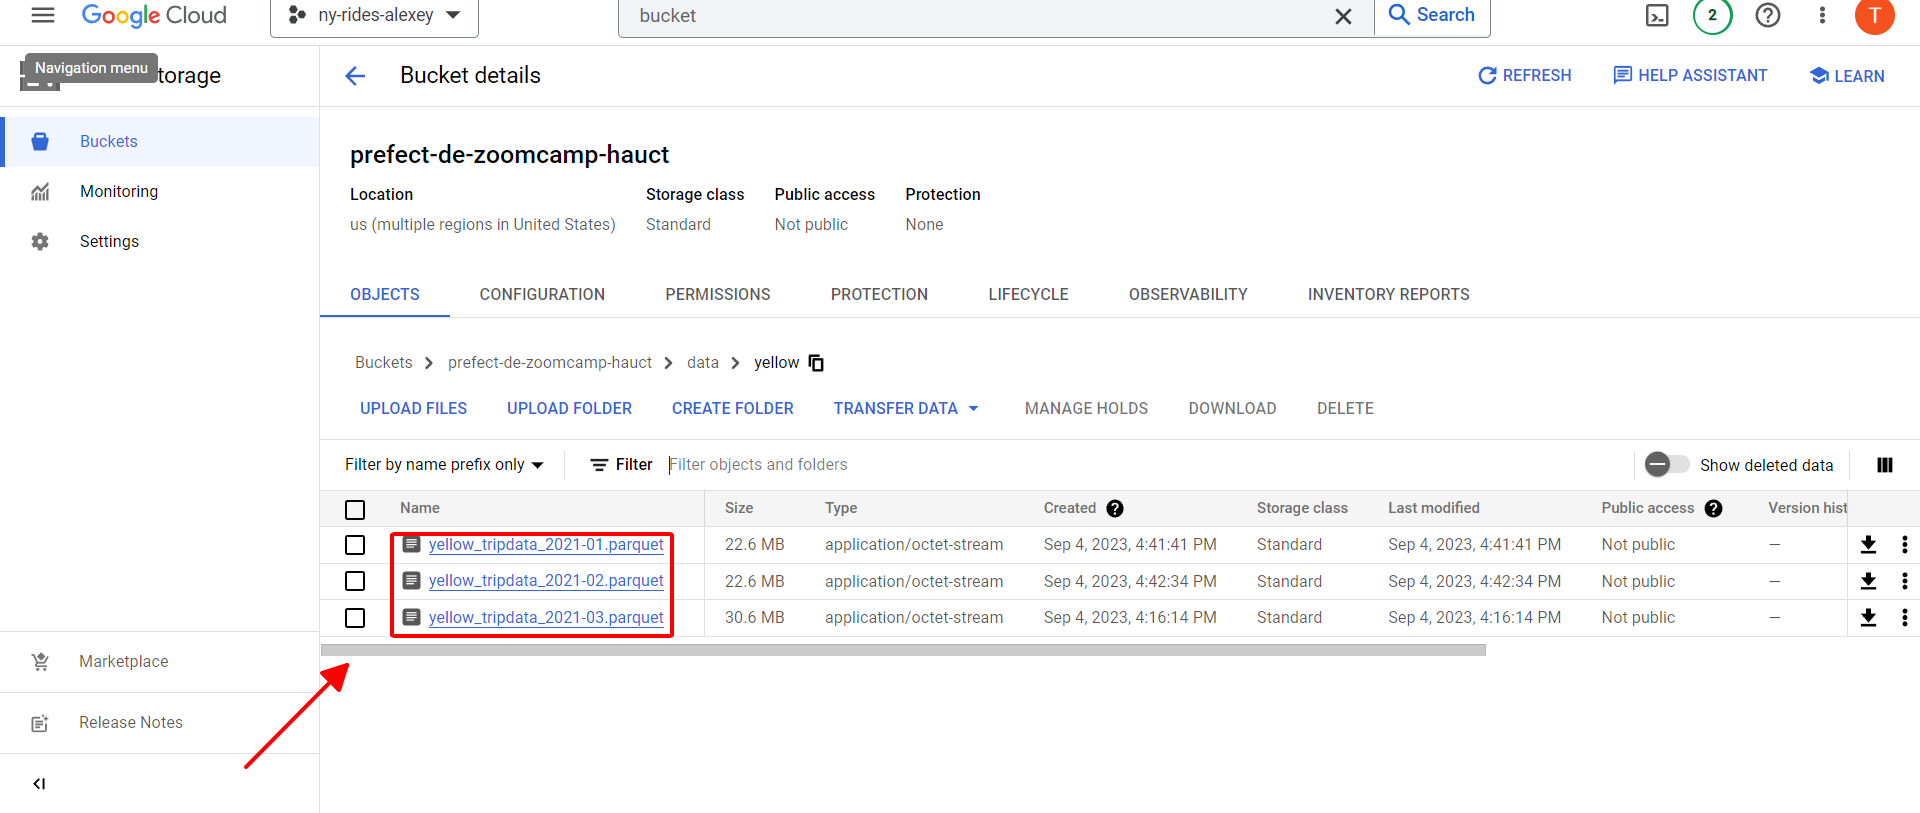 Google Cloud ny-rides-alexey bucket Search 2 T
Navigation menu torage Bucket details REFRESH HELP ASSISTANT LEARN
Buckets
Monitoring
Settings
Marketplace
Release Notes
prefect-de-zoomcamp-hauct
Location Storage class Public access Protection
us (multiple regions in United States) Standard Not public None
OBJECTS CONFIGURATION PERMISSIONS PROTECTION LIFECYCLE OBSERVABILITY INVENTORY REPORTS
Buckets prefect-de-zoomcamp-hauct data yellow
UPLOAD FILES UPLOAD FOLDER CREATE FOLDER TRANSFER DATA MANAGE HOLDS DOWNLOAD DELETE
Filter by name prefix only Filter Filter objects and folders Show deleted data
Name Size Type Created Storage class Last modified Public access Version hist
yellow_tripdata_2021-01.parquet 22.6 MB application/octet-stream Sep 4, 2023, 4:41:41 PM Standard Sep 4, 2023, 4:41:41 PM Not public —
yellow_tripdata_2021-02.parquet 22.6 MB application/octet-stream Sep 4, 2023, 4:42:34 PM Standard Sep 4, 2023, 4:42:34 PM Not public —
yellow_tripdata_2021-03.parquet 30.6 MB application/octet-stream Sep 4, 2023, 4:16:14 PM Standard Sep 4, 2023, 4:16:14 PM Not public —